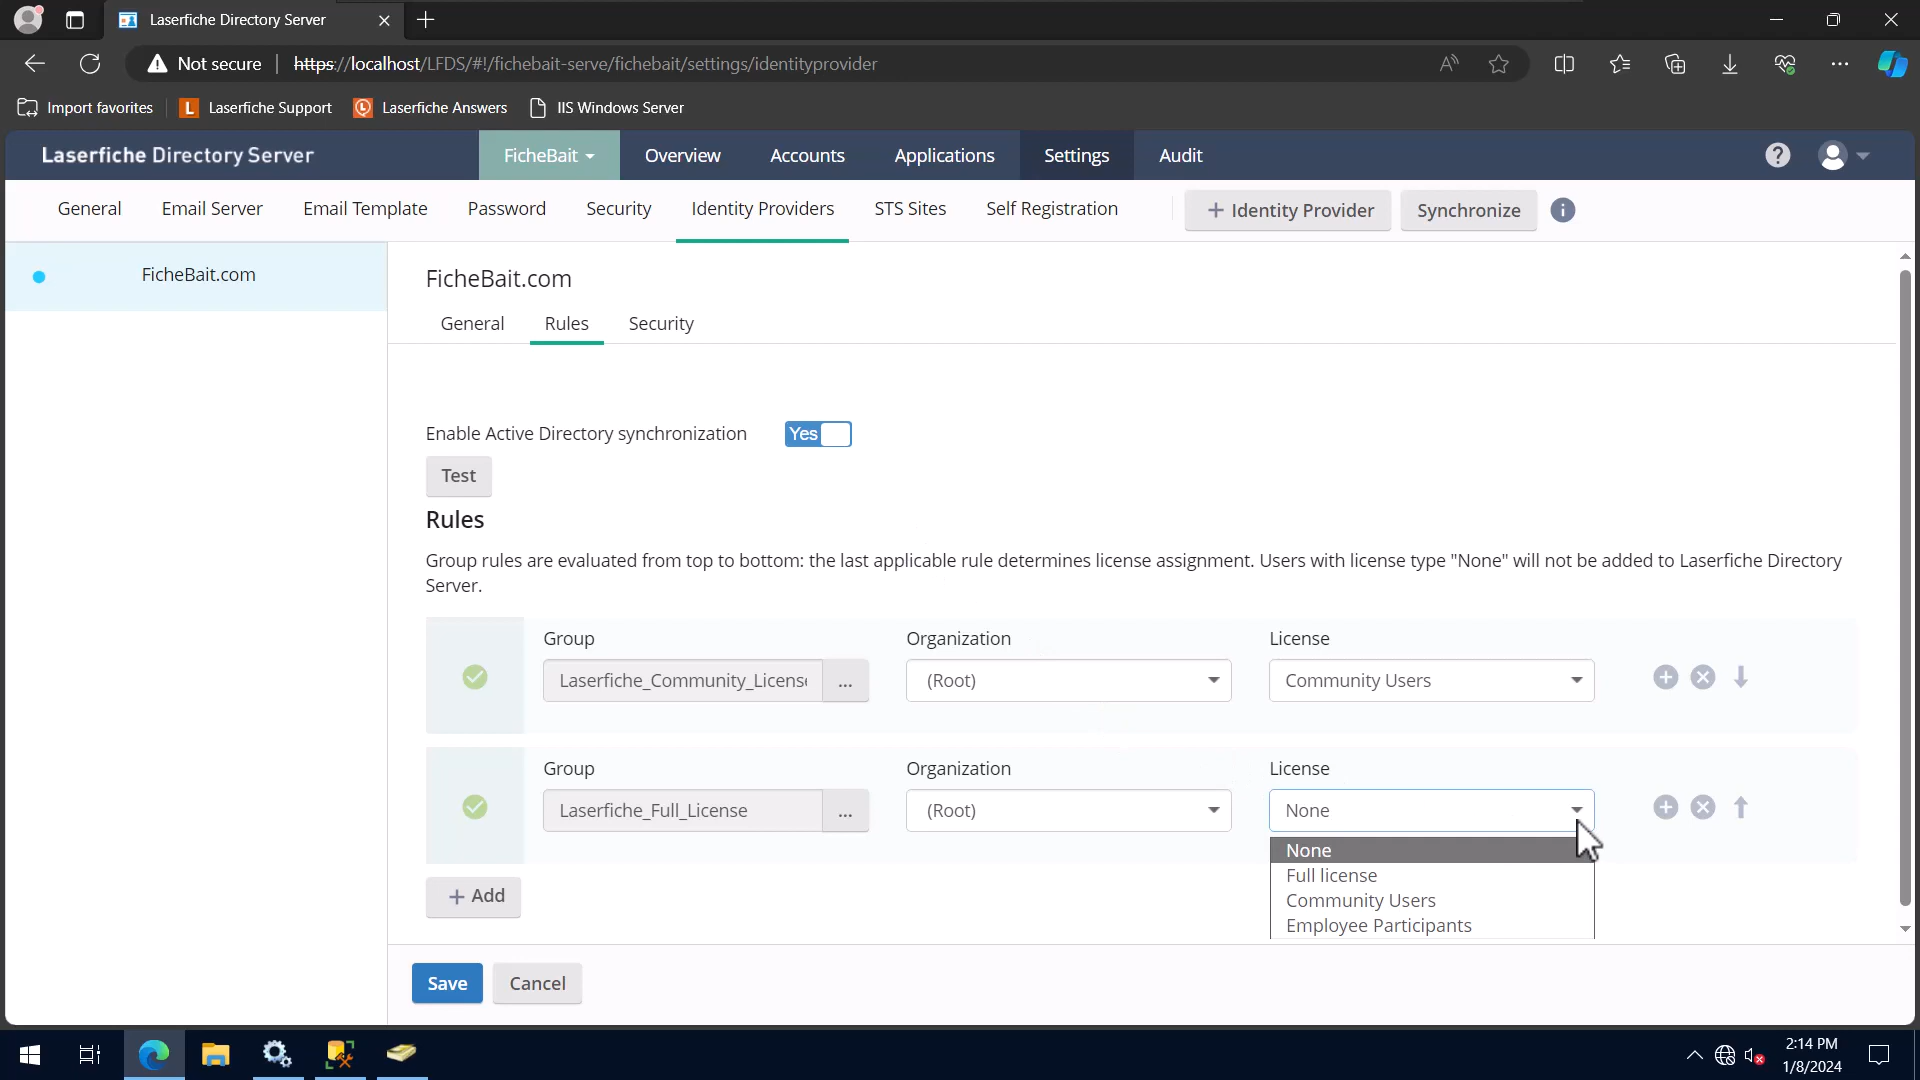 Laserfiche Directory Server
Not secure https://localhost/LFDS/#!/fichebait-serve/fichebait/settings/identityprovider
Import favorites Laserfiche Support Laserfiche Answers IIS Windows Server
Laserfiche Directory Server FicheBait Overview Accounts Applications Settings Audit
General Email Server Email Template Password Security Identity Providers STS Sites Self Registration + Identity Provider Synchronize
FicheBait.com
FicheBait.com
General Rules Security
Enable Active Directory synchronization Yes
Test
Rules
Group rules are evaluated from top to bottom: the last applicable rule determines license assignment. Users with license type "None" will not be added to Laserfiche Directory
Server.
Group Organization License
Laserfiche_Community_License ... (Root) Community Users
Group Organization License
Laserfiche_Full_License ... (Root) None
None
Full license
Community Users
Employee Participants
+ Add
Save Cancel
2:14 PM
1/8/2024